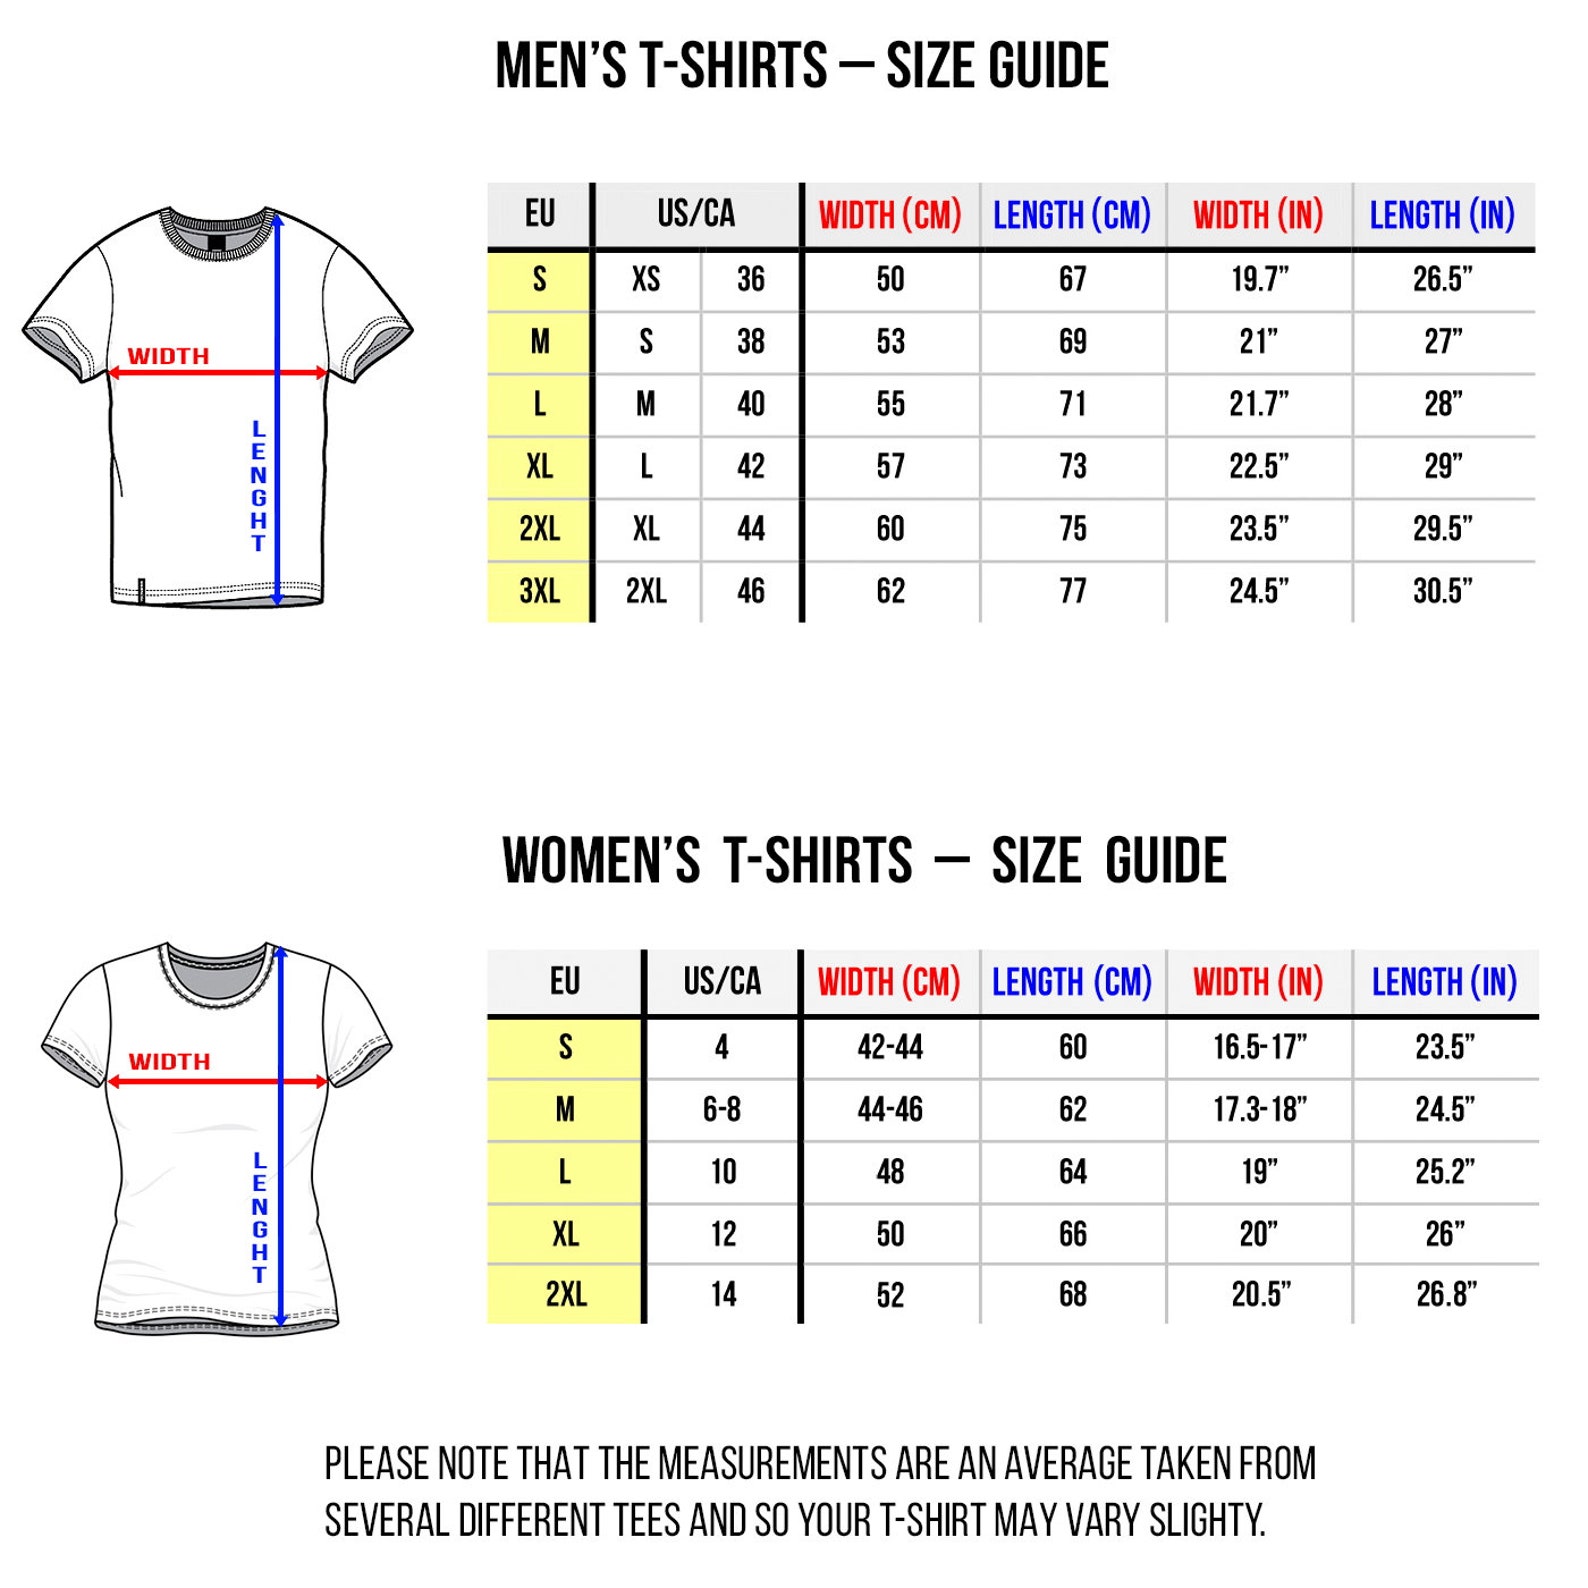 MEN’S T-SHIRTS – SIZE GUIDE
EU US/CA WIDTH (CM) LENGTH (CM) WIDTH (IN) LENGTH (IN)
S XS 36 50 67 19.7” 26.5”
M S 38 53 69 21” 27”
L M 40 55 71 21.7” 28”
XL L 42 57 73 22.5” 29”
2XL XL 44 60 75 23.5” 29.5”
3XL 2XL 46 62 77 24.5” 30.5”
WIDTH
LENGHT
WOMEN’S T-SHIRTS – SIZE GUIDE
EU US/CA WIDTH (CM) LENGTH (CM) WIDTH (IN) LENGTH (IN)
S 4 42-44 60 16.5-17” 23.5”
M 6-8 44-46 62 17.3-18” 24.5”
L 10 48 64 19” 25.2”
XL 12 50 66 20” 26”
2XL 14 52 68 20.5” 26.8”
WIDTH
LENGHT
PLEASE NOTE THAT THE MEASUREMENTS ARE AN AVERAGE TAKEN FROM
SEVERAL DIFFERENT TEES AND SO YOUR T-SHIRT MAY VARY SLIGHTY.